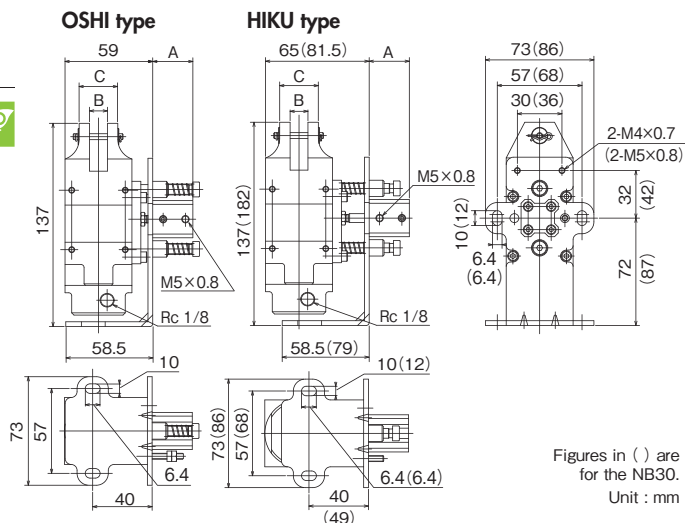 OSHI type
HIKU type
59
A
C
B
137
M5×0.8
Rc 1/8
58.5
65(81.5)
A
C
B
137(182)
M5×0.8
Rc 1/8
58.5(79)
73(86)
57(68)
30(36)
2-M4×0.7
(2-M5×0.8)
32
(42)
10(12)
6.4
(6.4)
72
(87)
10
73
57
6.4
40
10(12)
73(86)
57(68)
6.4(6.4)
40
(49)
Figures in ( ) are
for the NB30.
Unit : mm